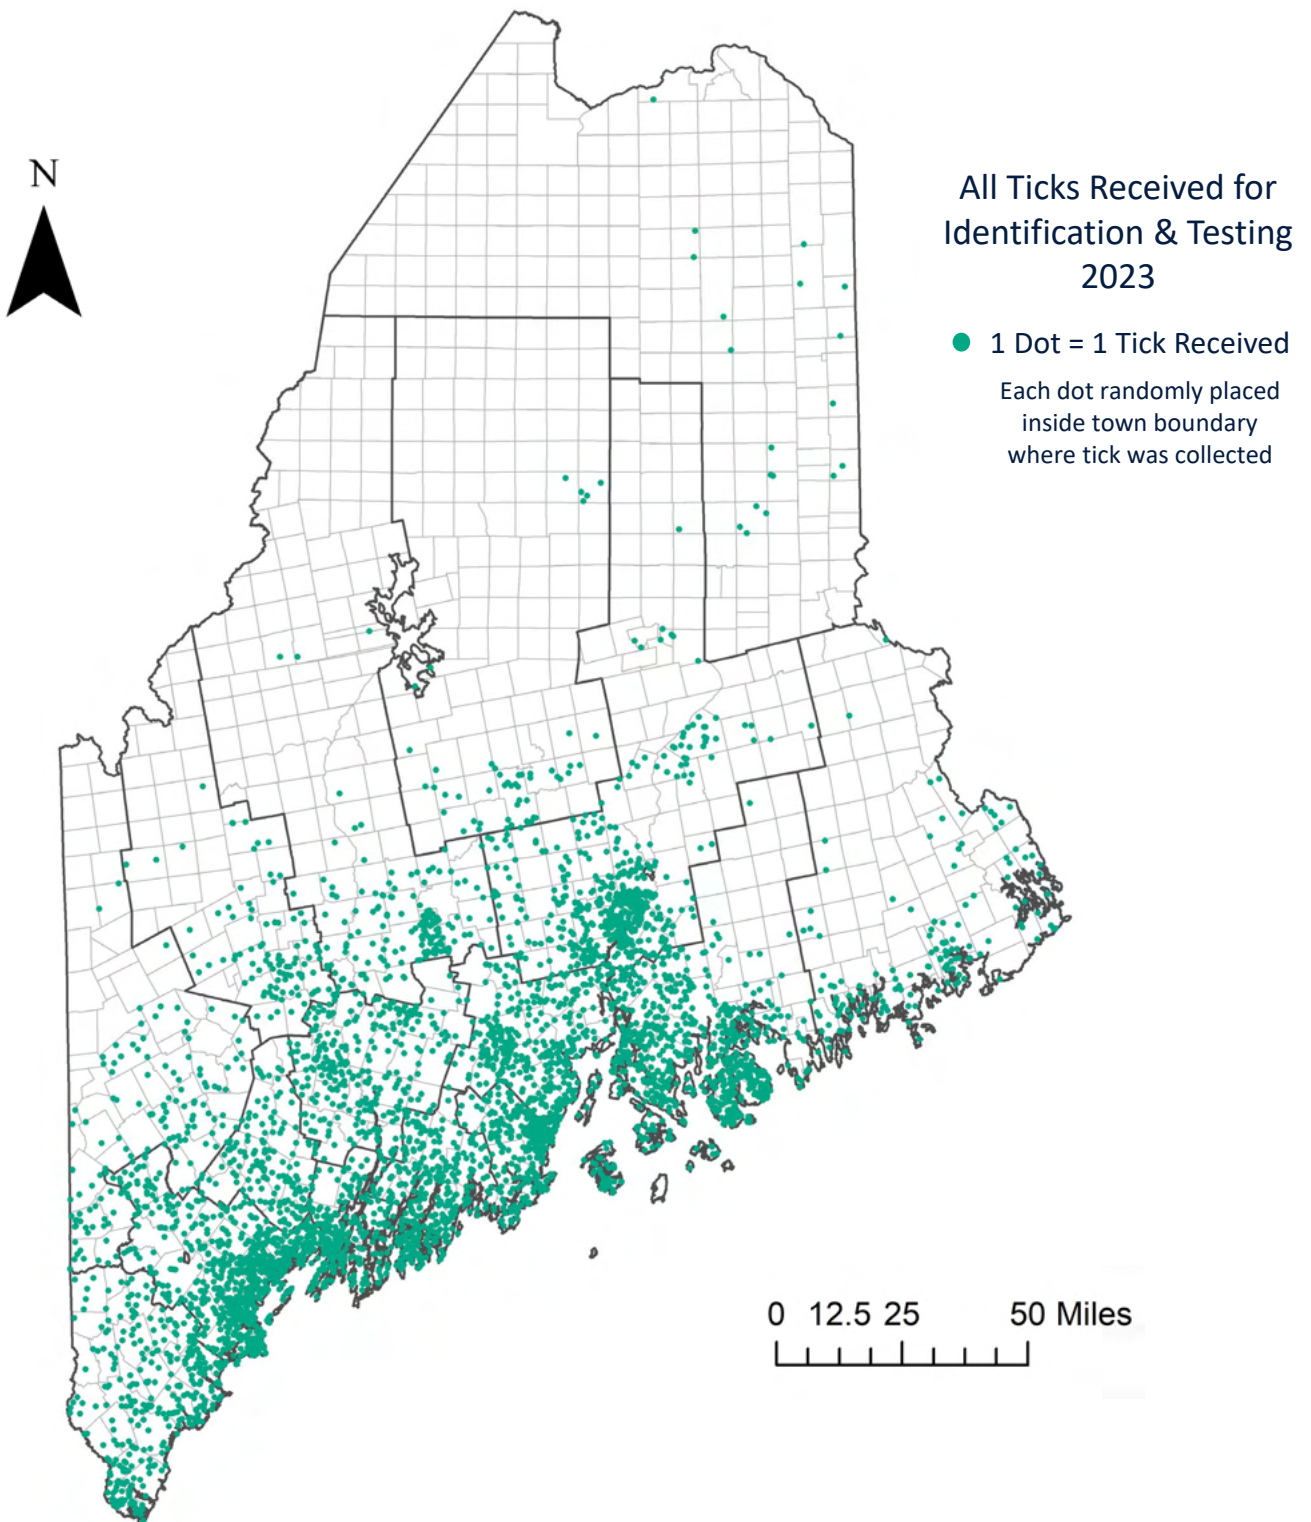 N
All Ticks Received for
Identification & Testing
2023
1 Dot = 1 Tick Received
Each dot randomly placed
inside town boundary
where tick was collected
0 12.5 25 50 Miles